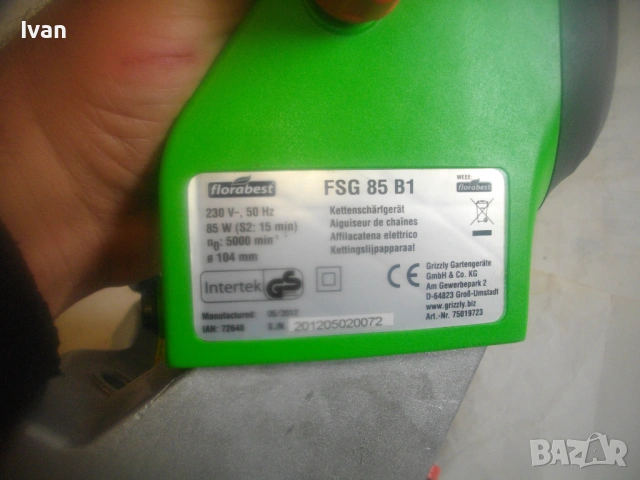 Ivan
florabest
FSG 85 B1
WEEE:
florabest
230 V~, 50 Hz
85 W (S2: 15 min)
n0: 5000 min⁻¹
ø 104 mm
Kettenschärfgerät
Aiguiseur de chaînes
Affilacatena elettrico
Kettingslijpapparaat
Intertek
GS
CE
Grizzly Gartengeräte
GmbH & Co. KG
Am Gewerbepark 2
D-64823 Groß-Umstadt
www.grizzly.biz
Art.-Nr. 75019723
Manufactured: 05/2012
IAN: 72646 S.N. 201205020072
BAZAR